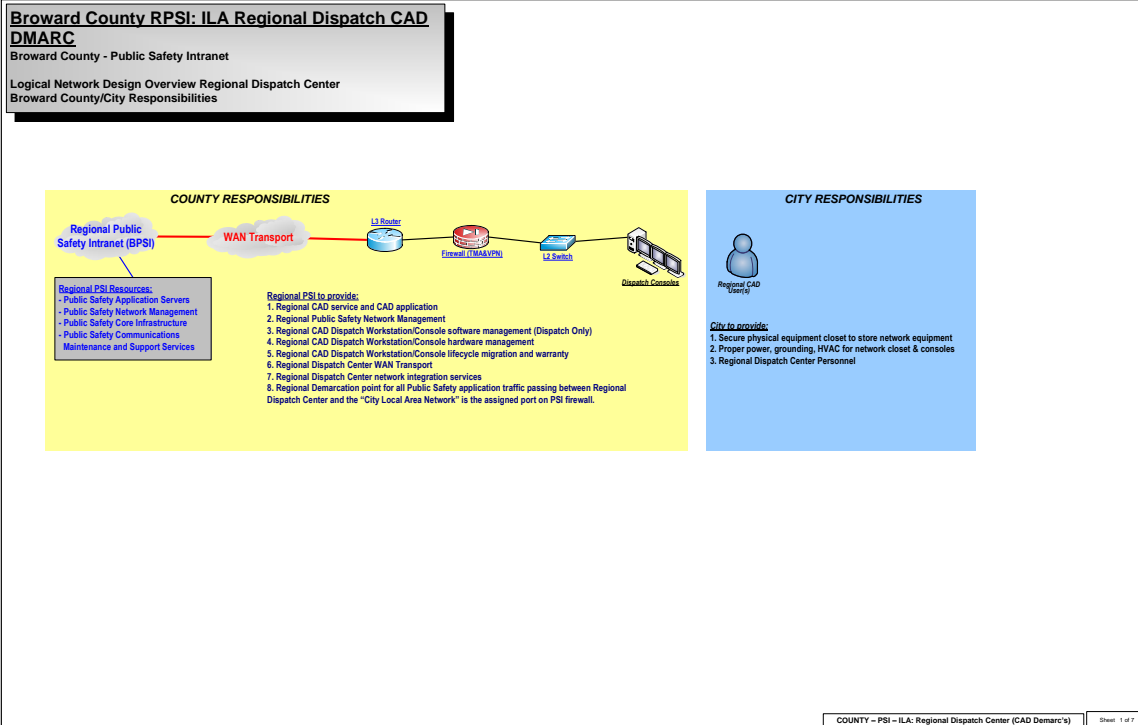 Broward County RPSI: ILA Regional Dispatch CAD
DMARC
Broward County - Public Safety Intranet
Logical Network Design Overview Regional Dispatch Center
Broward County/City Responsibilities
COUNTY RESPONSIBILITIES
Regional Public
Safety Intranet (BPSI)
WAN Transport
L3 Router
Firewall (TMA&VPN)
L2 Switch
Dispatch Consoles
Regional PSI Resources:
- Public Safety Application Servers
- Public Safety Network Management
- Public Safety Core Infrastructure
- Public Safety Communications
Maintenance and Support Services
Regional PSI to provide:
1. Regional CAD service and CAD application
2. Regional Public Safety Network Management
3. Regional CAD Dispatch Workstation/Console software management (Dispatch Only)
4. Regional CAD Dispatch Workstation/Console hardware management
5. Regional CAD Dispatch Workstation/Console lifecycle migration and warranty
6. Regional Dispatch Center WAN Transport
7. Regional Dispatch Center network integration services
8. Regional Demarcation point for all Public Safety application traffic passing between Regional
Dispatch Center and the “City Local Area Network” is the assigned port on PSI firewall.
CITY RESPONSIBILITIES
Regional CAD
User(s)
City to provide:
1. Secure physical equipment closet to store network equipment
2. Proper power, grounding, HVAC for network closet & consoles
3. Regional Dispatch Center Personnel
COUNTY – PSI – ILA: Regional Dispatch Center (CAD Demarc's)
Sheet 1 of 7